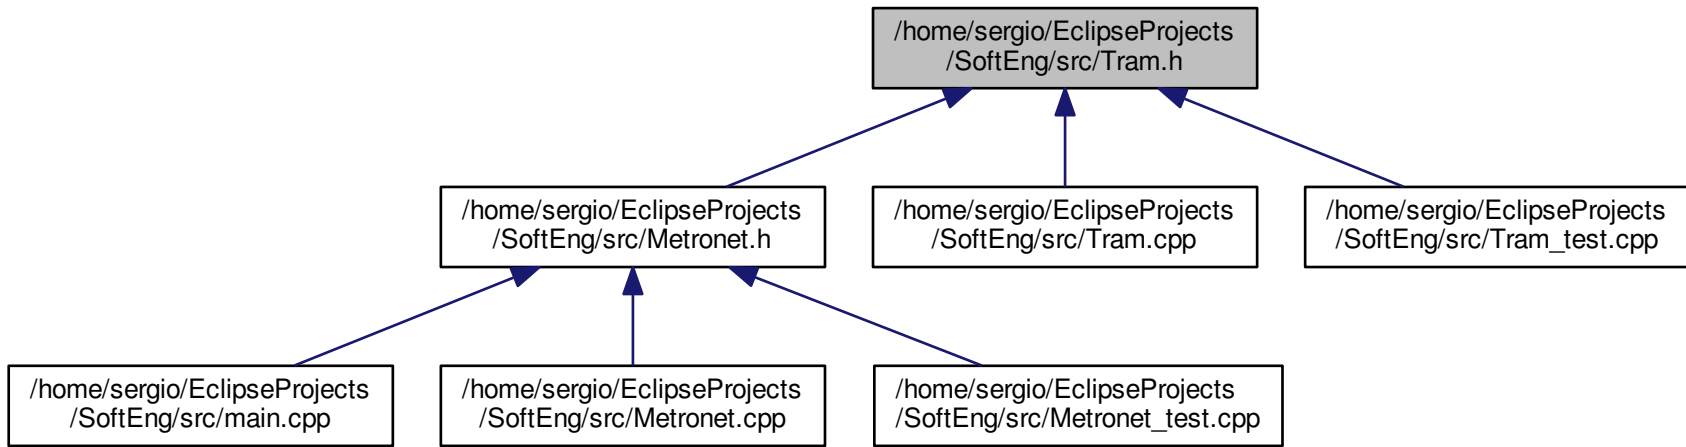 /home/sergio/EclipseProjects
/SoftEng/src/Tram.h
/home/sergio/EclipseProjects
/SoftEng/src/Metronet.h
/home/sergio/EclipseProjects
/SoftEng/src/Tram.cpp
/home/sergio/EclipseProjects
/SoftEng/src/Tram_test.cpp
/home/sergio/EclipseProjects
/SoftEng/src/main.cpp
/home/sergio/EclipseProjects
/SoftEng/src/Metronet.cpp
/home/sergio/EclipseProjects
/SoftEng/src/Metronet_test.cpp